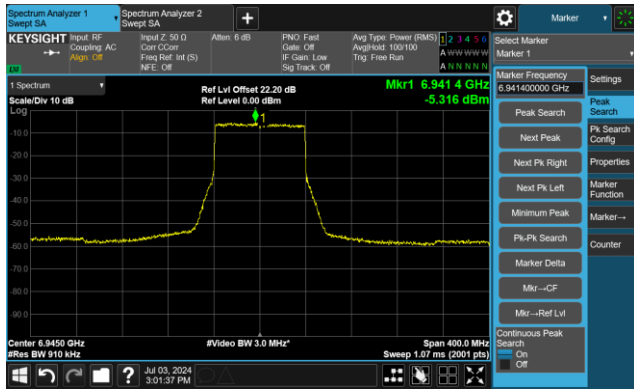 Spectrum Analyzer 1
Swept SA
Spectrum Analyzer 2
Swept SA
+
Marker
KEYSIGHT
Input: RF
Coupling: AC
Align: Off
Input Z: 50 Ω
Corr CCorr
Freq Ref: Int (S)
NFE: Off
Atten: 6 dB
PNO: Fast
Gate: Off
IF Gain: Low
Sig Track: Off
Avg Type: Power (RMS)
Avg|Hold: 100/100
Trig: Free Run
1 2 3 4 5 6
A W W W W W
A N N N N N
Select Marker
Marker 1
1 Spectrum
Scale/Div 10 dB
Log
Ref Lvl Offset 22.20 dB
Ref Level 0.00 dBm
Mkr1 6.941 4 GHz
-5.316 dBm
1
-10.0
-20.0
-30.0
-40.0
-50.0
-60.0
-70.0
-80.0
-90.0
Center 6.9450 GHz
#Res BW 910 kHz
#Video BW 3.0 MHz*
Span 400.0 MHz
Sweep 1.07 ms (2001 pts)
Marker Frequency
6.941400000 GHz
Peak Search
Next Peak
Next Pk Right
Next Pk Left
Minimum Peak
Pk-Pk Search
Marker Delta
Mkr→CF
Mkr→Ref Lvl
Continuous Peak
Search
On
Off
Settings
Peak
Search
Pk Search
Config
Properties
Marker
Function
Marker→
Counter
?
Jul 03, 2024
3:01:37 PM